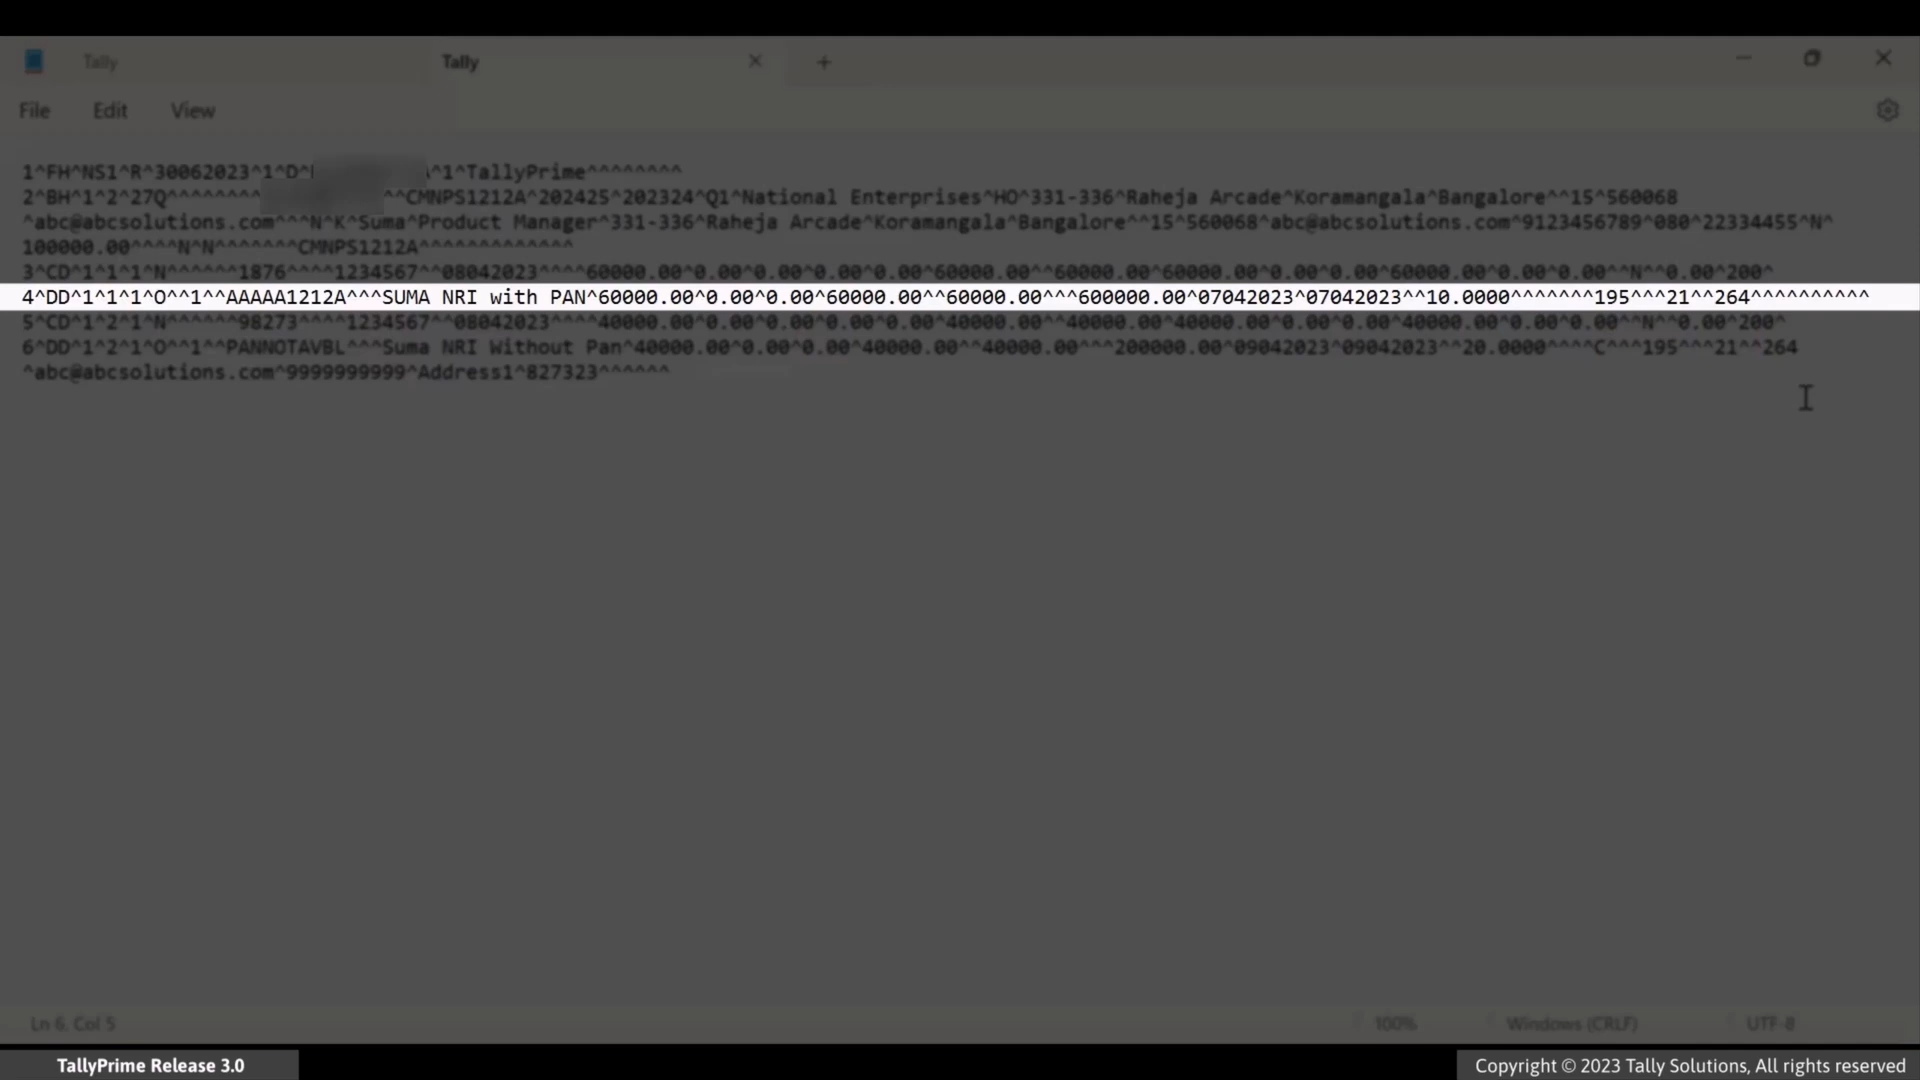 Tally
Tally
File Edit View
1^FH^NS1^R^30062023^1^D^ ^1^TallyPrime^^^^^^^^
2^BH^1^2^27Q^^^^^^^^ ^^CMNPS1212A^202425^202324^Q1^National Enterprises^HO^331-336^Raheja Arcade^Koramangala^Bangalore^^15^560068
^abc@abcsolutions.com^^^N^K^Suma^Product Manager^331-336^Raheja Arcade^Koramangala^Bangalore^^15^560068^abc@abcsolutions.com^9123456789^080^22334455^N^
100000.00^^^^N^N^^^^^^^CMNPS1212A^^^^^^^^^^^^^
3^CD^1^1^1^N^^^^^^1876^^^^1234567^^08042023^^^^60000.00^0.00^0.00^0.00^0.00^60000.00^^60000.00^60000.00^0.00^0.00^60000.00^0.00^0.00^^N^^0.00^200^
4^DD^1^1^1^O^^1^^AAAAA1212A^^^SUMA NRI with PAN^60000.00^0.00^0.00^60000.00^^60000.00^^^600000.00^07042023^07042023^^10.0000^^^^^^^195^^^21^^264^^^^^^^^^^
5^CD^1^2^1^N^^^^^^98273^^^^1234567^^08042023^^^^40000.00^0.00^0.00^0.00^0.00^40000.00^^40000.00^40000.00^0.00^0.00^40000.00^0.00^0.00^^N^^0.00^200^
6^DD^1^2^1^O^^1^^PANNOTAVBL^^^Suma NRI Without Pan^40000.00^0.00^0.00^40000.00^^40000.00^^^200000.00^09042023^09042023^^20.0000^^^^C^^^195^^^21^^264
^abc@abcsolutions.com^9999999999^Address1^827323^^^^^^
Ln 6, Col 5 100% Windows (CRLF) UTF-8
TallyPrime Release 3.0
Copyright © 2023 Tally Solutions, All rights reserved